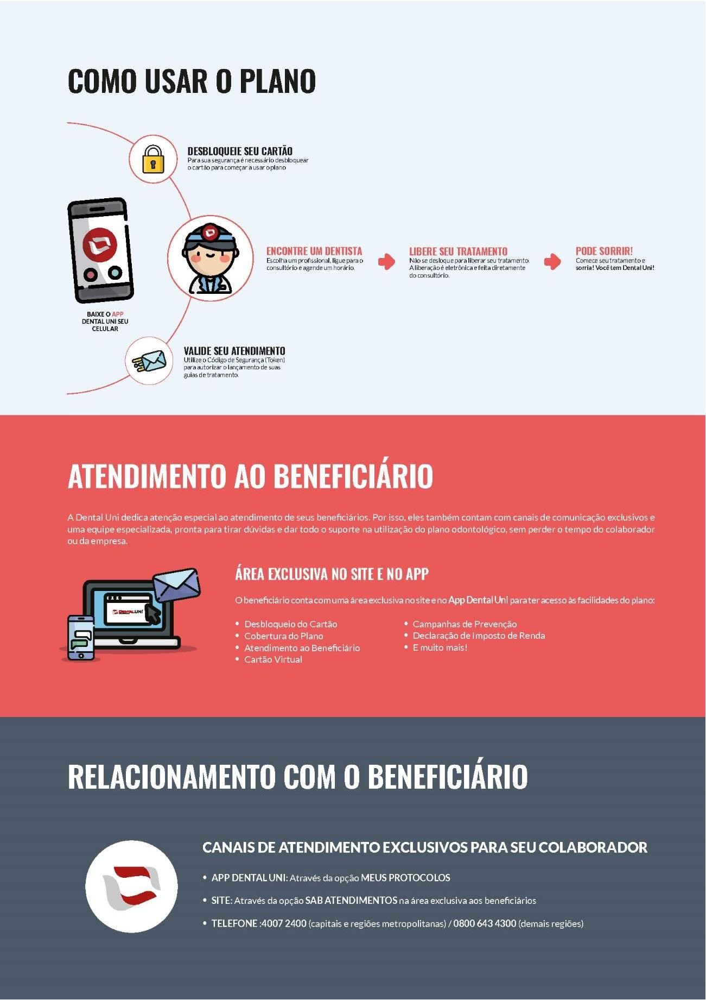 COMO USAR O PLANO
DESBLOQUEIE SEU CARTÃO
Para sua segurança é necessário desbloquear
o cartão para começar a usar o plano
BAIXE O APP
DENTAL UNI SEU
CELULAR
ENCONTRE UM DENTISTA
Escolha um profissional, ligue para o
consultório e agende um horário.
LIBERE SEU TRATAMENTO
Não se desloque para liberar seu tratamento.
A liberação é eletrônica e feita diretamente
do consultório.
PODE SORRIR!
Comece seu tratamento e
sorria! Você tem Dental Uni!
VALIDE SEU ATENDIMENTO
Utilize o Código de Segurança (Token)
para autorizar o lançamento de suas
guias de tratamento.
ATENDIMENTO AO BENEFICIÁRIO
A Dental Uni dedica atenção especial ao atendimento de seus beneficiários. Por isso, eles também contam com canais de comunicação exclusivos e
uma equipe especializada, pronta para tirar dúvidas e dar todo o suporte na utilização do plano odontológico, sem perder o tempo do colaborador
ou da empresa.
DENTALUNI
ÁREA EXCLUSIVA NO SITE E NO APP
O beneficiário conta com uma área exclusiva no site e no App Dental Uni para ter acesso às facilidades do plano:
• Desbloqueio do Cartão
• Cobertura do Plano
• Atendimento ao Beneficiário
• Cartão Virtual
• Campanhas de Prevenção
• Declaração de Imposto de Renda
• E muito mais!
RELACIONAMENTO COM O BENEFICIÁRIO
CANAIS DE ATENDIMENTO EXCLUSIVOS PARA SEU COLABORADOR
• APP DENTAL UNI: Através da opção MEUS PROTOCOLOS
• SITE: Através da opção SAB ATENDIMENTOS na área exclusiva aos beneficiários
• TELEFONE :4007 2400 (capitais e regiões metropolitanas) / 0800 643 4300 (demais regiões)